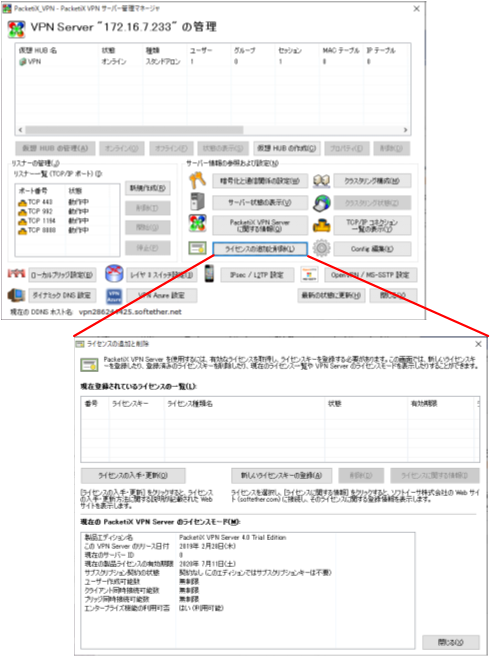 PacketiX_VPN - PacketiX VPN サーバー管理マネージャ
VPN Server "172.16.7.233" の管理
仮想 HUB 名 状態 種類 ユーザー グループ セッション MAC テーブル IP テーブル
VPN オンライン スタンドアロン 1 0 1 8 8
仮想 HUB の管理(A) オンライン(I) オフライン(F) 状態の表示(S) 仮想 HUB の作成(C) プロパティ(E) 削除(D)
リスナーの管理(J) サーバー情報の参照および設定(N)
リスナー一覧 (TCP/IP ポート)(I)
ポート番号 状態
TCP 443 動作中
TCP 992 動作中
TCP 1194 動作中
TCP 8888 動作中
新規作成(R)
削除(T)
開始(G)
停止(E)
暗号化と通信関係の設定(W) クラスタリング構成(M)
サーバー状態の表示(V) クラスタリング状態(Z)
PacketiX VPN Server に関する情報(Q) TCP/IP コネクション一覧の表示(Y)
ライセンスの追加と削除(L) Config 編集(K)
ローカルブリッジ設定(B) レイヤ 3 スイッチ設定(3) IPsec / L2TP 設定 OpenVPN / MS-SSTP 設定
ダイナミック DNS 設定 VPN Azure 設定 最新の状態に更新(H) 閉じる(X)
現在の DDNS ホスト名: vpn286241425.softether.net
ライセンスの追加と削除
PacketiX VPN Server を使用するには、有効なライセンスを取得し、ライセンスキーを登録する必要があります。この画面では、新しいライセンスキ
ーを登録したり、登録済みのライセンスキーを削除したり、現在のライセンス一覧や VPN Server のライセンスモードを表示したりすることができます。
現在登録されているライセンスの一覧(L):
番号 ライセンスキー ライセンス種類名 状態 有効期限
ライセンスの入手・更新(O) 新しいライセンスキーの登録(A) 削除(D) ライセンスに関する情報(I)
[ライセンスの入手・更新] をクリックすると、ライセンス
の入手・更新方法に関する説明が記載された Web
サイトを表示します。
ライセンスを選択し、[ライセンスに関する情報] をクリックすると、ソフトイーサ株式会社の Web サイ
ト (softether.com) に接続し、そのライセンスに関する登録情報を表示します。
現在の PacketiX VPN Server のライセンスモード(M):
製品エディション名 PacketiX VPN Server 4.0 Trial Edition
この VPN Server のリリース日付 2019年 2月28日(木)
現在のサーバー ID 0
現在の製品ライセンスの有効期限 2020年 7月11日(土)
サブスクリプション契約の状態 契約なし (このエディションではサブスクリプションキーは不要)
ユーザー作成可能数 無制限
クライアント同時接続可能数 無制限
ブリッジ同時接続可能数 無制限
エンタープライズ機能の利用可否 はい (利用可能)
閉じる(X)